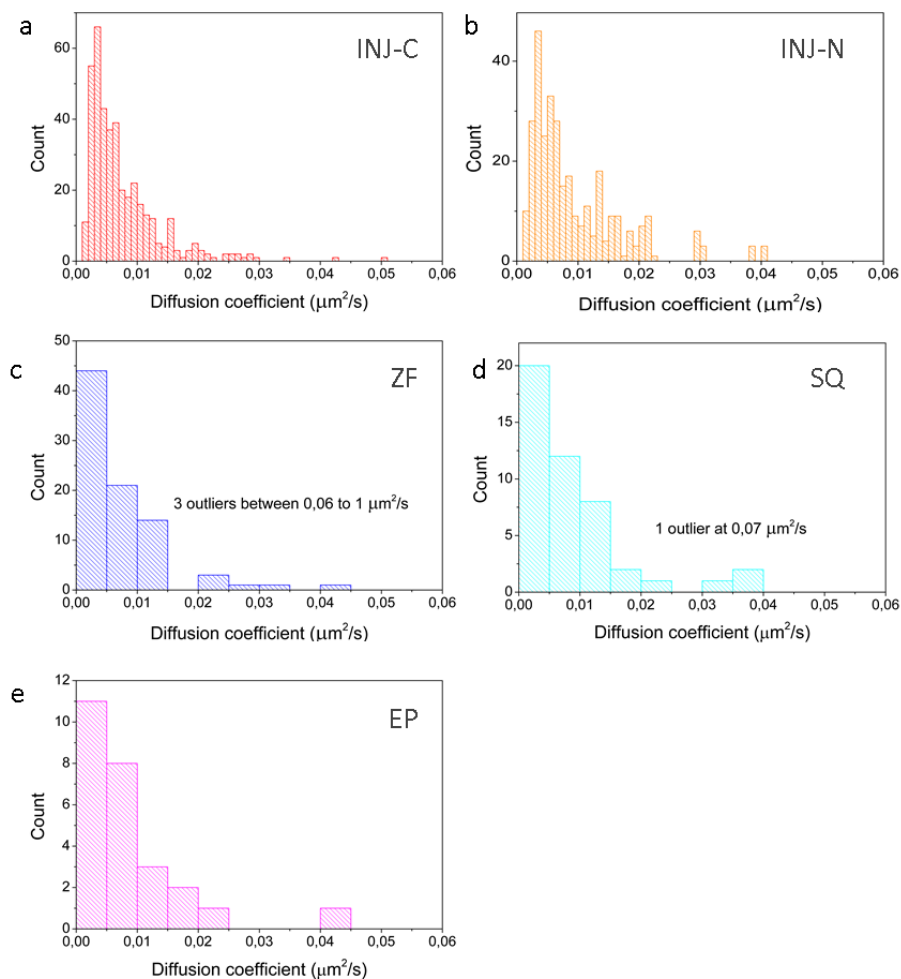 a
INJ-C
60
40
20
0
Count
0,00 0,01 0,02 0,03 0,04 0,05 0,06
Diffusion coefficient (μm²/s)
b
INJ-N
40
20
0
Count
0,00 0,01 0,02 0,03 0,04 0,05 0,06
Diffusion coefficient (μm²/s)
c
ZF
50
40
30
20
10
0
Count
3 outliers between 0,06 to 1 μm²/s
0,00 0,01 0,02 0,03 0,04 0,05 0,06
Diffusion coefficient (μm²/s)
d
SQ
20
15
10
5
0
Count
1 outlier at 0,07 μm²/s
0,00 0,01 0,02 0,03 0,04 0,05 0,06
Diffusion coefficient (μm²/s)
e
EP
12
10
8
6
4
2
0
Count
0,00 0,01 0,02 0,03 0,04 0,05 0,06
Diffusion coefficient (μm²/s)